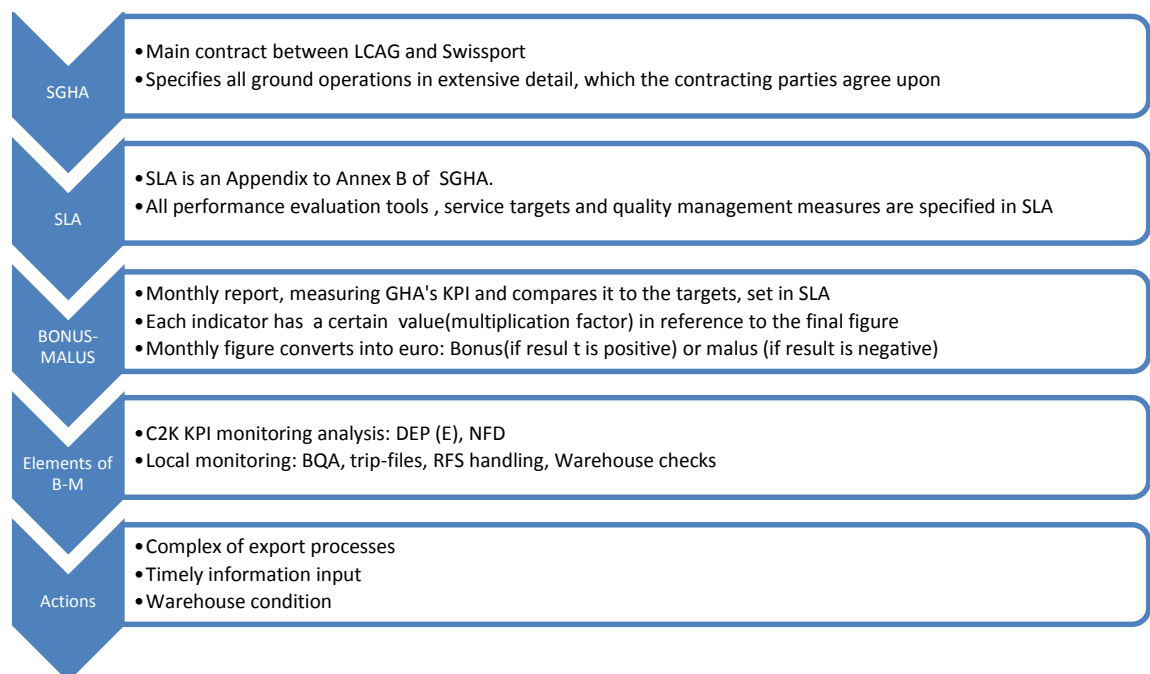 SGHA
•Main contract between LCAG and Swissport
•Specifies all ground operations in extensive detail, which the contracting parties agree upon
SLA
•SLA is an Appendix to Annex B of SGHA.
•All performance evaluation tools , service targets and quality management measures are specified in SLA
BONUS-
MALUS
•Monthly report, measuring GHA's KPI and compares it to the targets, set in SLA
•Each indicator has a certain value(multiplication factor) in reference to the final figure
•Monthly figure converts into euro: Bonus(if resul t is positive) or malus (if result is negative)
Elements of
B-M
•C2K KPI monitoring analysis: DEP (E), NFD
•Local monitoring: BQA, trip-files, RFS handling, Warehouse checks
Actions
•Complex of export processes
•Timely information input
•Warehouse condition